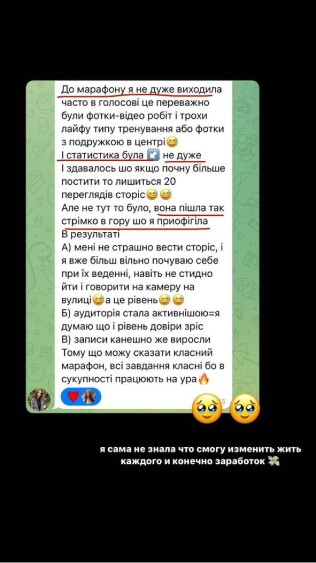 До марафону я не дуже виходила
часто в голосові це переважно
були фотки-відео робіт і трохи
лайфу типу тренування або фотки
з подружкою в центрі😅
І статистика була ↙️ не дуже
І здавалось шо якщо почну більше
постити то лишиться 20
переглядів сторіс😅😅
Але не тут то було, вона пішла так
стрімко в гору шо я приофігіла
В результаті
А) мені не страшно вести сторіс, і
я вже більш вільно почуваю себе
при їх веденні, навіть не стидно
йти і говорити на камеру на
вулиці😅а це рівень😅😅
Б) аудиторія стала активнішою=я
думаю що і рівень довіри зріс
В) записи канешно же виросли
Тому що можу сказати класний
марафон, всі завдання класні бо в
сукупності працюють на ура🔥
❤️
🥹🥹
я сама не знала что смогу изменить жить
каждого и конечно заработок 💸